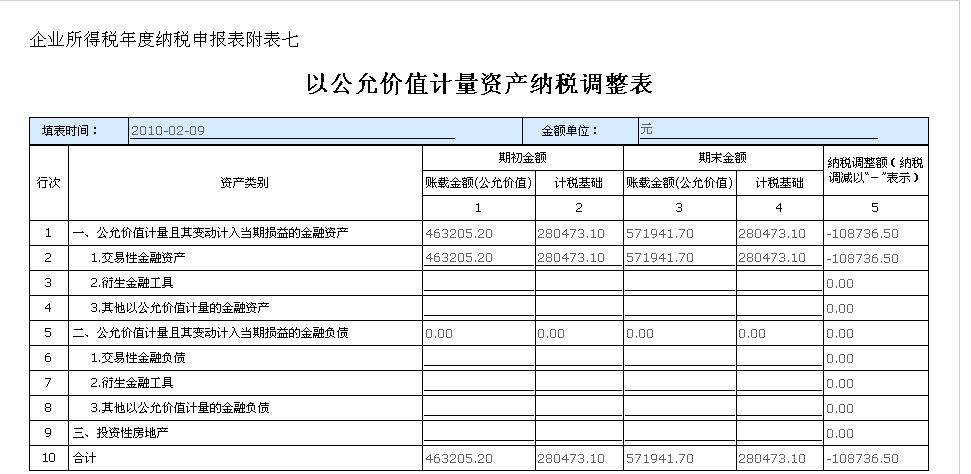 企业所得税年度纳税申报表附表七
以公允价值计量资产纳税调整表
填表时间： 2010-02-09 金额单位： 元
行次 资产类别 期初金额 期末金额 纳税调整额（纳税调减以“－”表示）
账载金额(公允价值) 计税基础 账载金额(公允价值) 计税基础
1 2 3 4 5
1 一、公允价值计量且其变动计入当期损益的金融资产 463205.20 280473.10 571941.70 280473.10 -108736.50
2 1.交易性金融资产 463205.20 280473.10 571941.70 280473.10 -108736.50
3 2.衍生金融工具 0.00
4 3.其他以公允价值计量的金融资产 0.00
5 二、公允价值计量且其变动计入当期损益的金融负债 0.00 0.00 0.00 0.00 0.00
6 1.交易性金融负债 0.00
7 2.衍生金融工具 0.00
8 3.其他以公允价值计量的金融负债 0.00
9 三、投资性房地产 0.00
10 合计 463205.20 280473.10 571941.70 280473.10 -108736.50